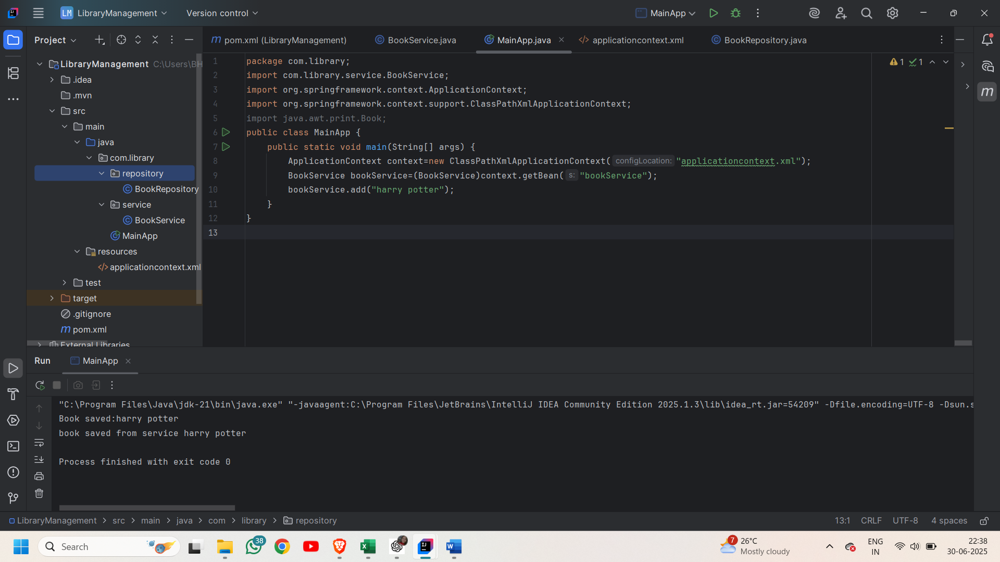 LM LibraryManagement Version control MainApp
Project
pom.xml (LibraryManagement) BookService.java MainApp.java applicationcontext.xml BookRepository.java
LibraryManagement C:\Users\BH
.idea
.mvn
src
main
java
com.library
repository
BookRepository
service
BookService
MainApp
resources
applicationcontext.xml
test
target
.gitignore
pom.xml
External Libraries
1 package com.library;
2 import com.library.service.BookService;
3 import org.springframework.context.ApplicationContext;
4 import org.springframework.context.support.ClassPathXmlApplicationContext;
5 import java.awt.print.Book;
6 public class MainApp {
7 public static void main(String[] args) {
8 ApplicationContext context=new ClassPathXmlApplicationContext( configLocation: "applicationcontext.xml");
9 BookService bookService=(BookService)context.getBean( s: "bookService");
10 bookService.add("harry potter");
11 }
12 }
13
1 1
Run MainApp
"C:\Program Files\Java\jdk-21\bin\java.exe" "-javaagent:C:\Program Files\JetBrains\IntelliJ IDEA Community Edition 2025.1.3\lib\idea_rt.jar=54209" -Dfile.encoding=UTF-8 -Dsun.s
Book saved:harry potter
book saved from service harry potter
Process finished with exit code 0
LibraryManagement > src > main > java > com > library > repository 13:1 CRLF UTF-8 4 spaces
Search
38
7
26°C
Mostly cloudy
ENG
IN
22:38
30-06-2025